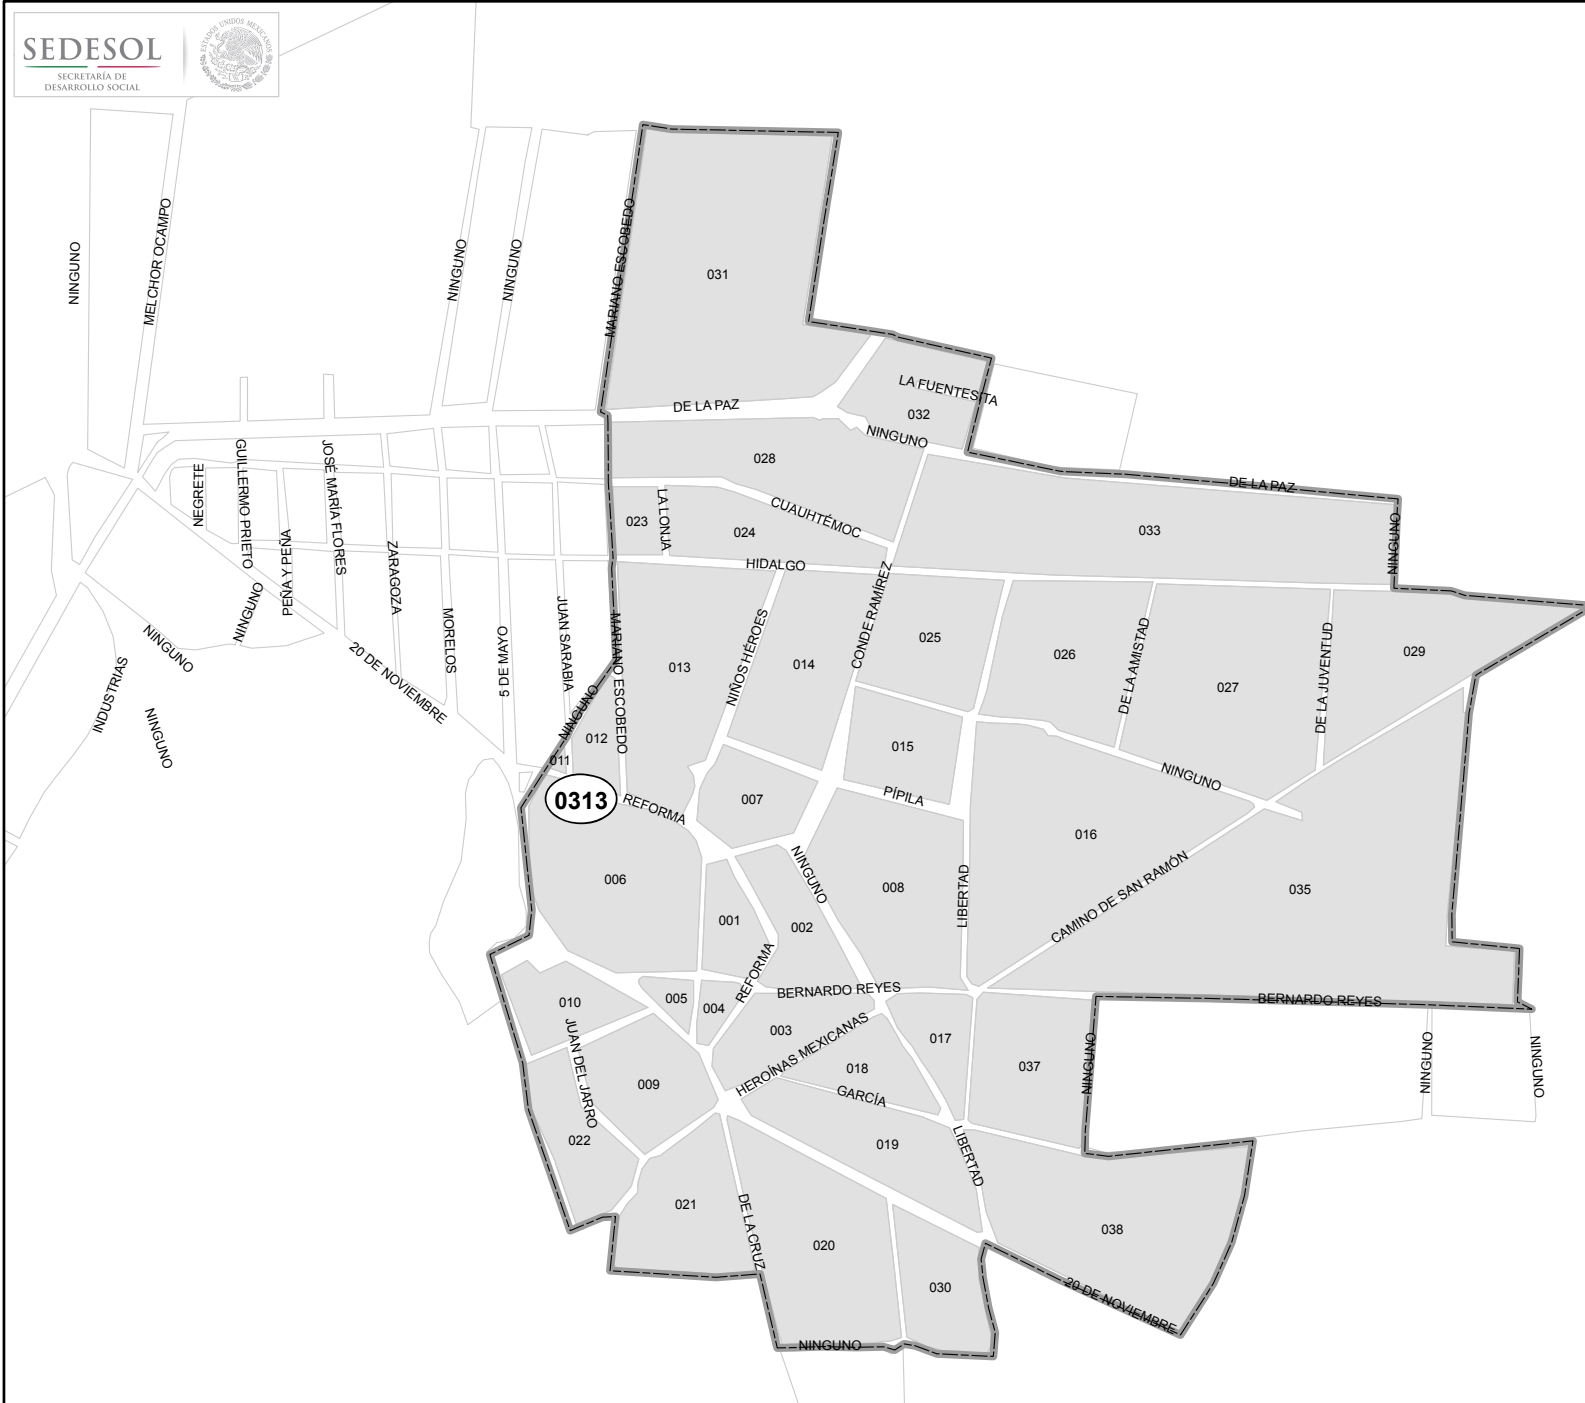 SEDESOL
SECRETARÍA DE
DESARROLLO SOCIAL
ESTADOS UNIDOS MEXICANOS
NINGUNO
MELCHOR OCAMPO
NINGUNO
NINGUNO
MARIANO ESCOBEDO
031
LA FUENTESITA
DE LA PAZ
032
NINGUNO
028
DE LA PAZ
NEGRETE
GUILLERMO PRIETO
PEÑA Y PEÑA
JOSÉ MARÍA FLORES
ZARAGOZA
MORELOS
5 DE MAYO
JUAN SARABIA
MARIANO ESCOBEDO
023
LA LONJA
024
CUAUHTÉMOC
033
NINGUNO
HIDALGO
NINGUNO
NINGUNO
20 DE NOVIEMBRE
INDUSTRIAS
NINGUNO
013
NIÑOS HÉROES
014
CONDE RAMÍREZ
025
026
DE LA AMISTAD
027
DE LA JUVENTUD
029
NINGUNO
012
011
0313
REFORMA
007
015
PÍPILA
NINGUNO
016
006
NINGUNO
008
LIBERTAD
CAMINO DE SAN RAMÓN
035
001
002
REFORMA
BERNARDO REYES
BERNARDO REYES
010
005
004
003
HEROÍNAS MEXICANAS
017
037
NINGUNO
NINGUNO
NINGUNO
JUAN DEL JARRO
009
018
GARCÍA
022
019
LIBERTAD
021
DE LA CRUZ
020
038
030
20 DE NOVIEMBRE
NINGUNO